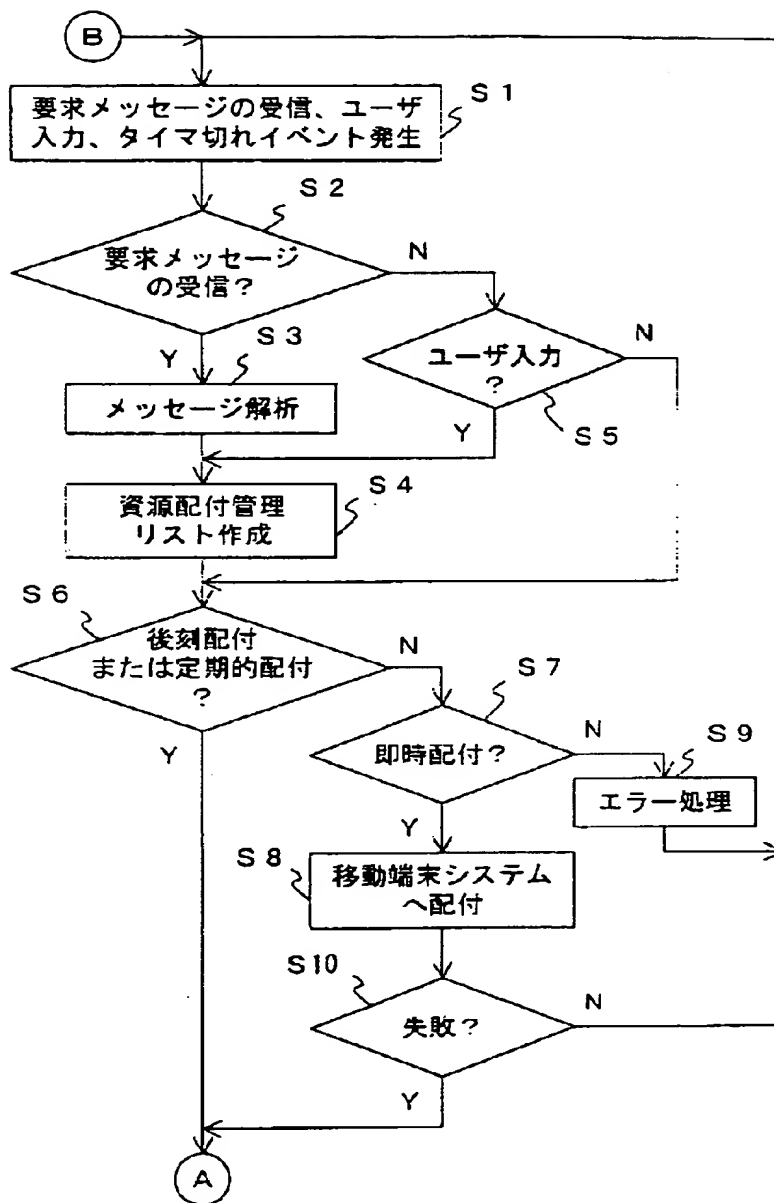 B
S1
要求メッセージの受信、ユーザ
入力、タイマ切れイベント発生
S2
要求メッセージ
の受信?
N
Y
S3
ユーザ入力
?
N
メッセージ解析
Y
S5
S4
資源配付管理
リスト作成
S6
後刻配付
または定期的配付
?
N
Y
S7
即時配付?
N
S9
エラー処理
Y
S8
移動端末システム
へ配付
S10
失敗?
N
Y
A